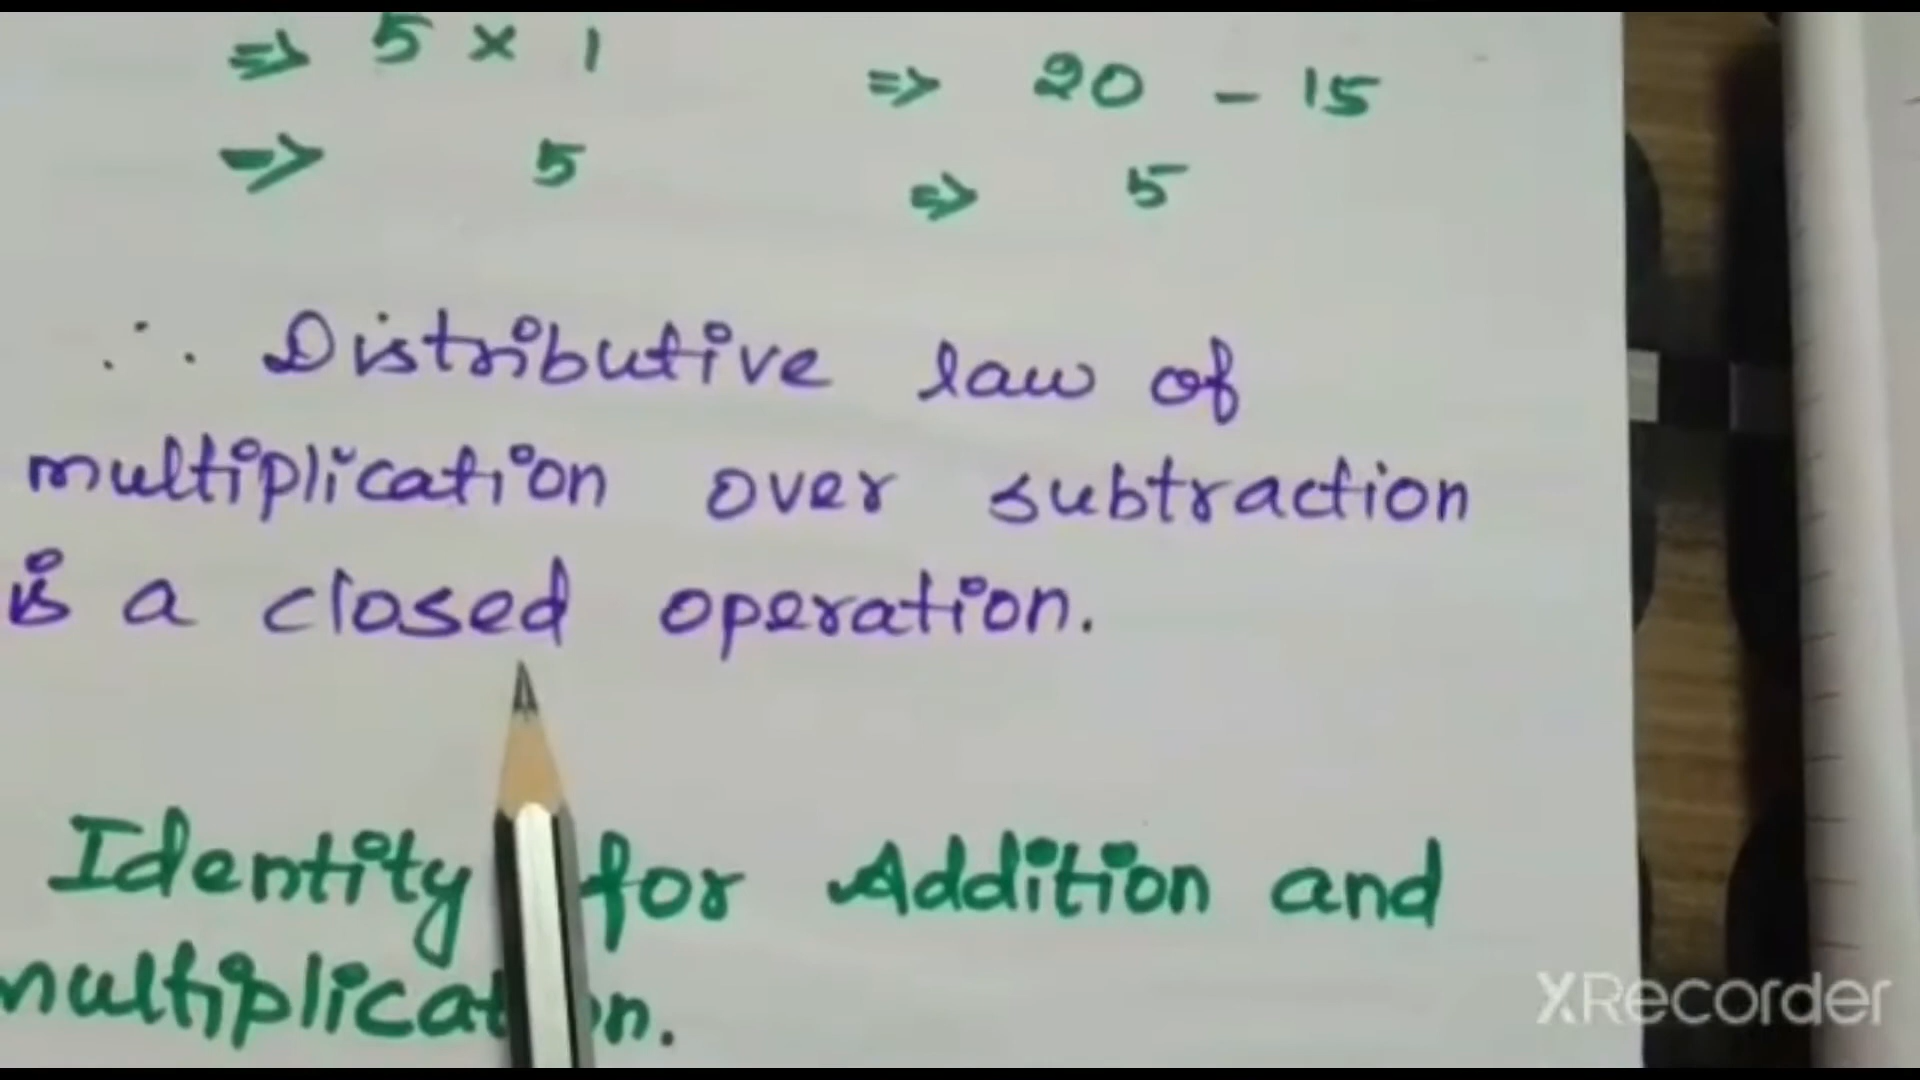 ⇒ 5 × 1
⇒ 20 - 15
⇒ 5
⇒ 5
∴ Distributive law of
multiplication over subtraction
is a closed operation.
Identity for Addition and
multiplication.
XRecorder